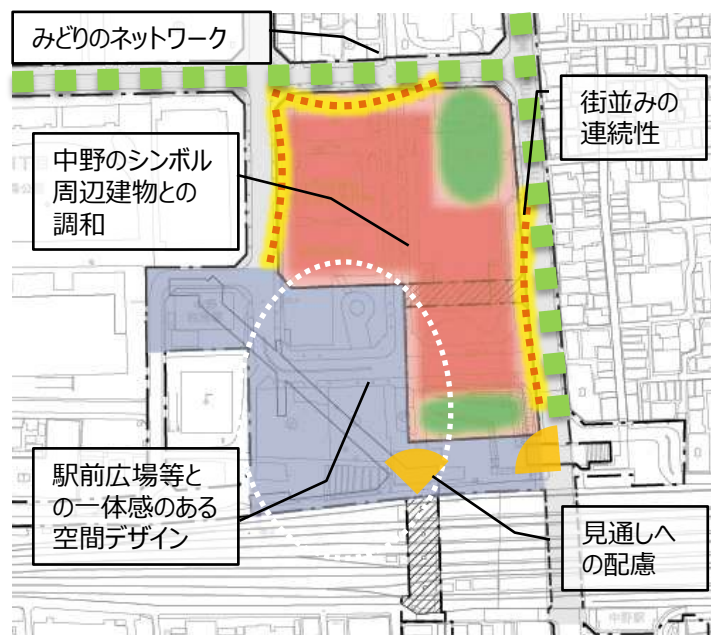 みどりのネットワーク
街並みの
連続性
中野のシンボル
周辺建物との
調和
駅前広場等と
の一体感のある
空間デザイン
見通しへ
の配慮
中野駅